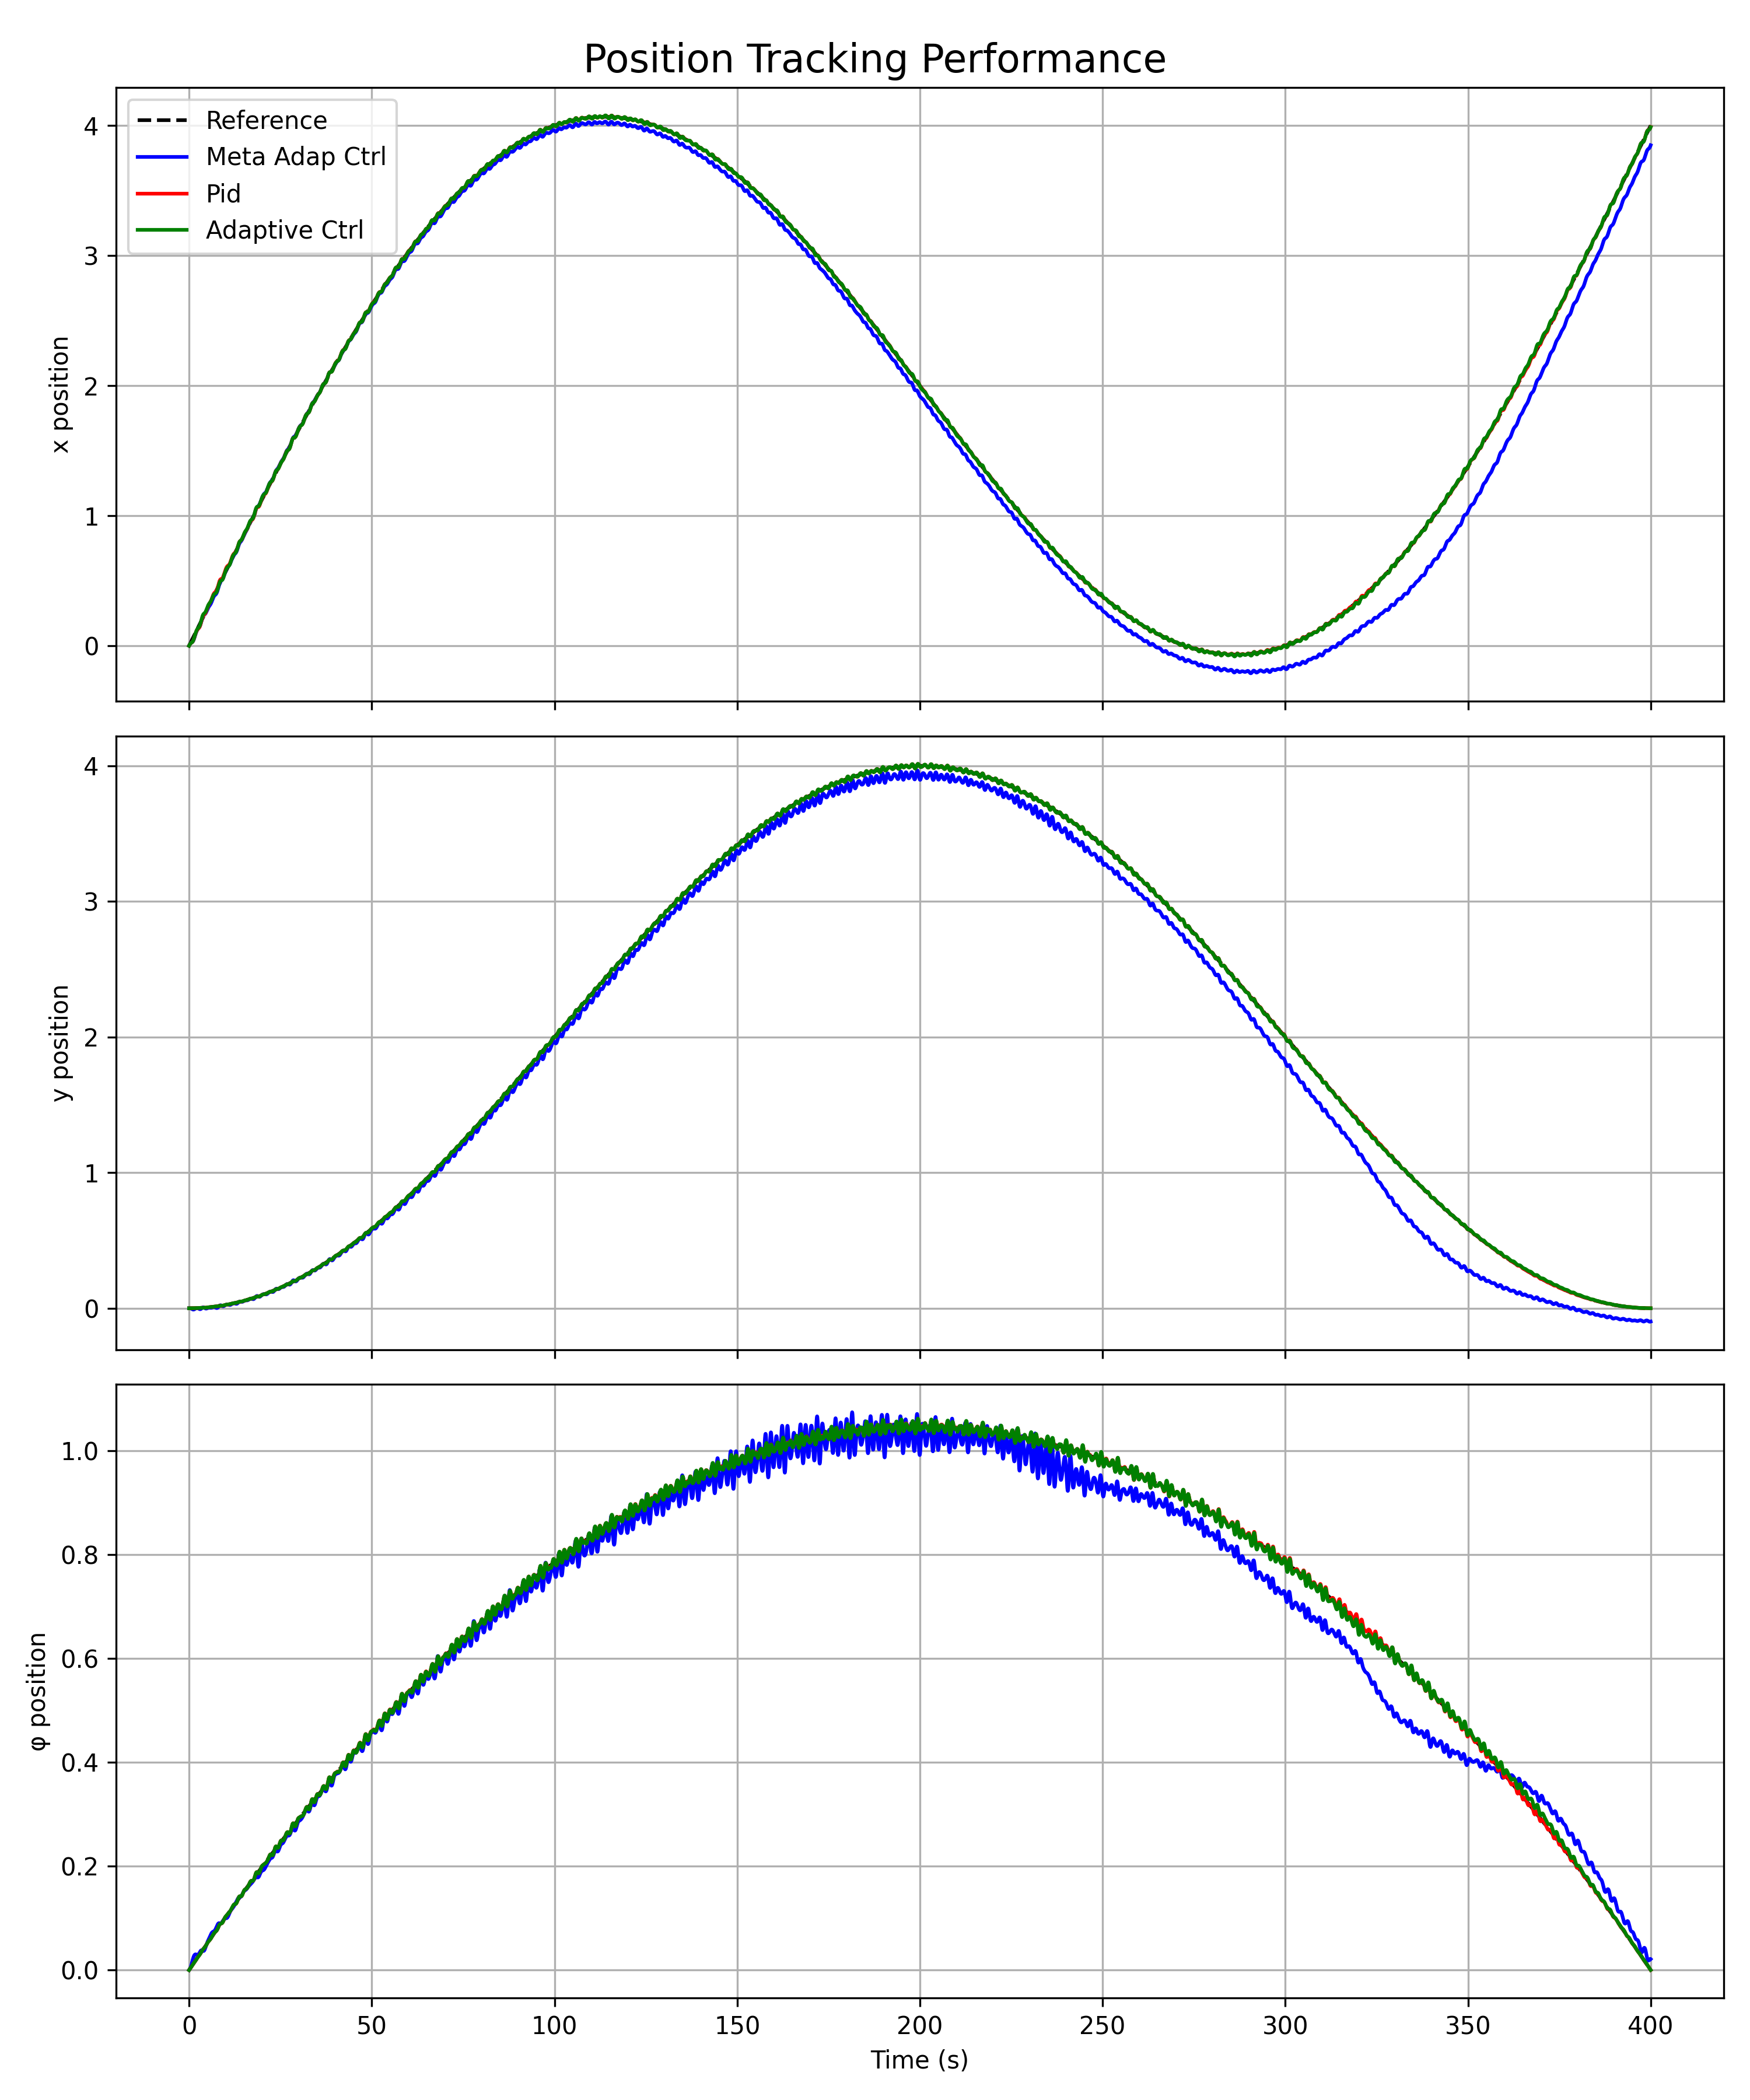 Position Tracking Performance
Reference
Meta Adap Ctrl
Pid
Adaptive Ctrl
4
3
2
1
0
x position
4
3
2
1
0
y position
1.0
0.8
0.6
0.4
0.2
0.0
φ position
0 50 100 150 200 250 300 350 400
Time (s)